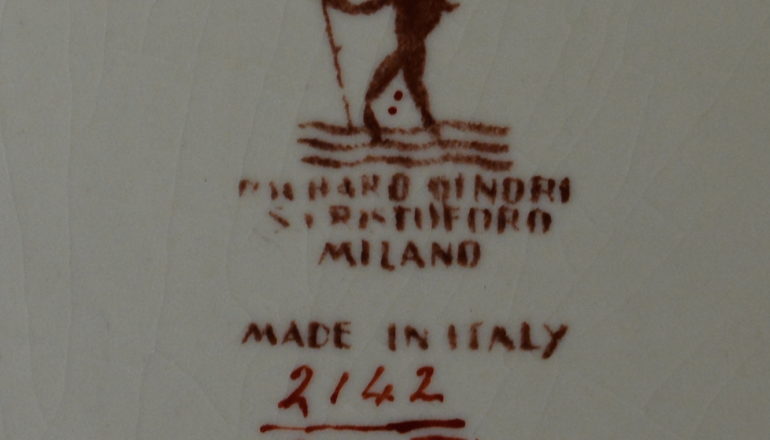 RICHARD GINORI
S. CRISTOFORO
MILANO
MADE IN ITALY
2142